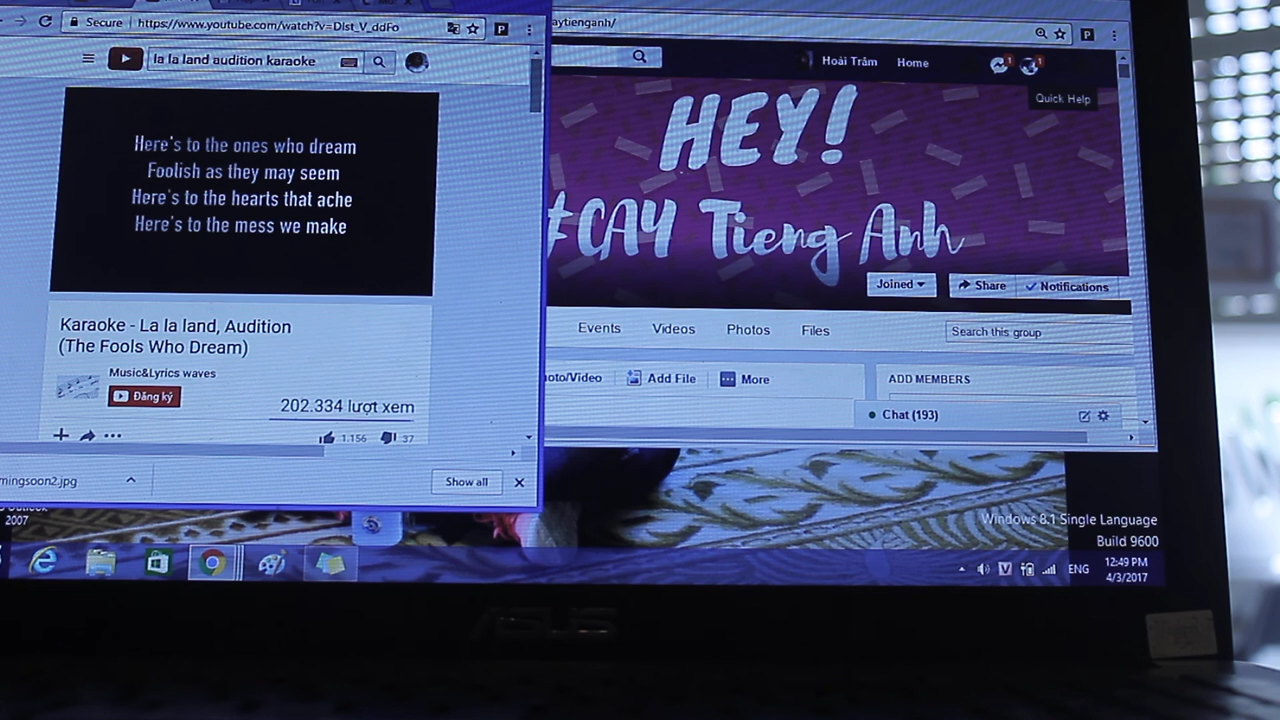 Secure https://www.youtube.com/watch?v=Dlst_V_ddFo P
la la land audition karaoke
Here's to the ones who dream
Foolish as they may seem
Here's to the hearts that ache
Here's to the mess we make
Karaoke - La la land, Audition
(The Fools Who Dream)
Music&Lyrics waves
Đăng ký
202.334 lượt xem
1.156 37
mingsoon2.jpg
Show all
aytienganh/ P
Hoài Trâm Home 1 1
Quick Help
HEY!
#CAY Tieng Anh
Joined Share Notifications
Events Videos Photos Files
Search this group
oto/Video Add File More
ADD MEMBERS
Chat (193)
2007
Windows 8.1 Single Language
Build 9600
V ENG
12:49 PM
4/3/2017
ASUS